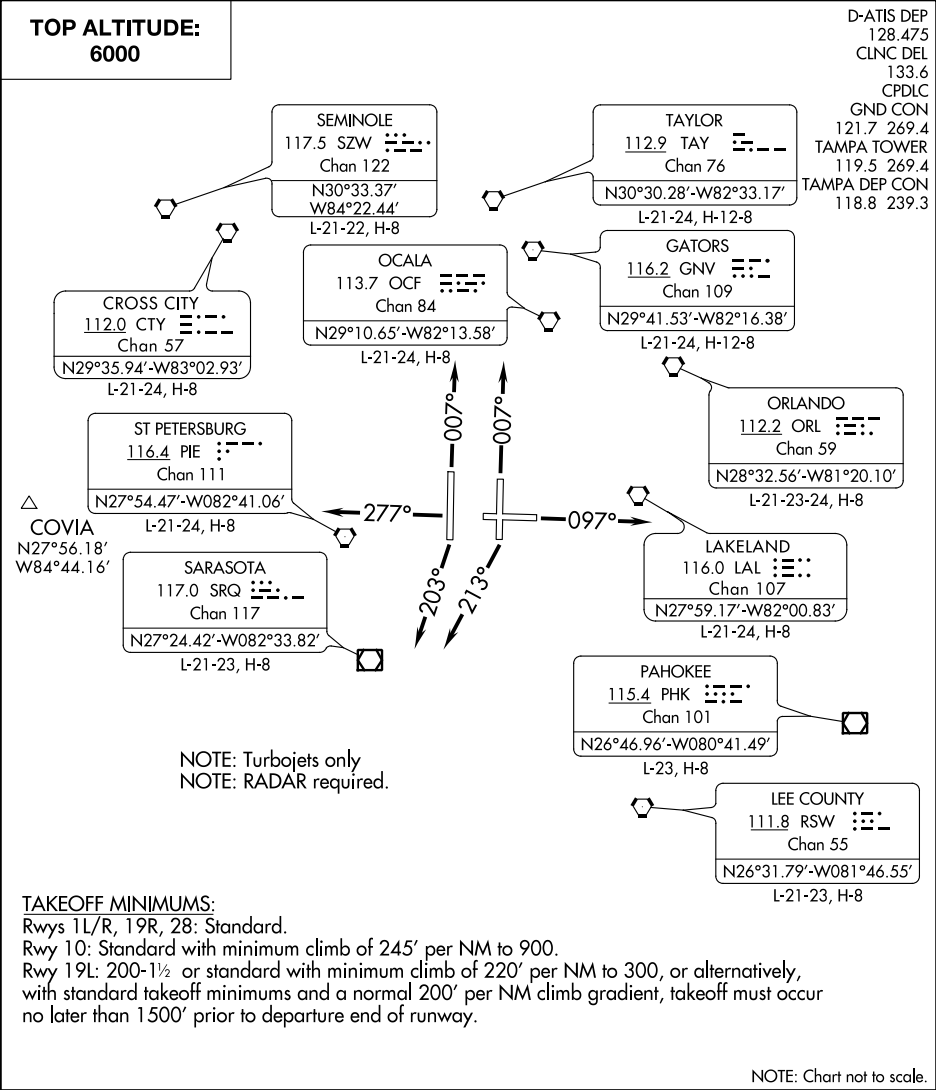 TOP ALTITUDE:
6000
D-ATIS DEP
128.475
CLNC DEL
133.6
CPDLC
GND CON
121.7 269.4
TAMPA TOWER
119.5 269.4
TAMPA DEP CON
118.8 239.3
SEMINOLE
117.5 SZW
Chan 122
N30°33.37′
W84°22.44′
L-21-22, H-8
TAYLOR
112.9 TAY
Chan 76
N30°30.28′-W82°33.17′
L-21-24, H-12-8
OCALA
113.7 OCF
Chan 84
N29°10.65′-W82°13.58′
L-21-24, H-8
GATORS
116.2 GNV
Chan 109
N29°41.53′-W82°16.38′
L-21-24, H-12-8
CROSS CITY
112.0 CTY
Chan 57
N29°35.94′-W83°02.93′
L-21-24, H-8
007°
007°
ORLANDO
112.2 ORL
Chan 59
N28°32.56′-W81°20.10′
L-21-23-24, H-8
ST PETERSBURG
116.4 PIE
Chan 111
N27°54.47′-W082°41.06′
L-21-24, H-8
COVIA
N27°56.18′
W84°44.16′
277°
097°
203°
213°
LAKELAND
116.0 LAL
Chan 107
N27°59.17′-W82°00.83′
L-21-24, H-8
SARASOTA
117.0 SRQ
Chan 117
N27°24.42′-W082°33.82′
L-21-23, H-8
PAHOKEE
115.4 PHK
Chan 101
N26°46.96′-W080°41.49′
L-23, H-8
NOTE: Turbojets only
NOTE: RADAR required.
LEE COUNTY
111.8 RSW
Chan 55
N26°31.79′-W081°46.55′
L-21-23, H-8
TAKEOFF MINIMUMS:
Rwys 1L/R, 19R, 28: Standard.
Rwy 10: Standard with minimum climb of 245′ per NM to 900.
Rwy 19L: 200-1½ or standard with minimum climb of 220′ per NM to 300, or alternatively,
with standard takeoff minimums and a normal 200′ per NM climb gradient, takeoff must occur
no later than 1500′ prior to departure end of runway.
NOTE: Chart not to scale.